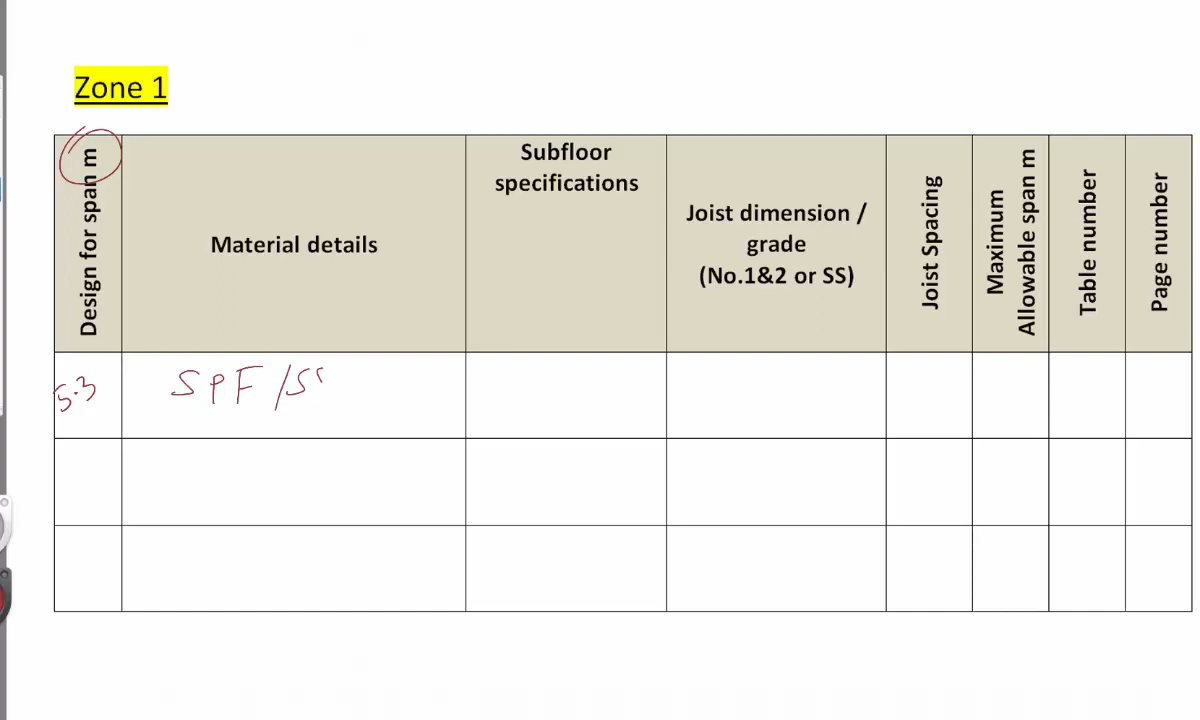 Zone 1
Design for span m
Material details
Subfloor
specifications
Joist dimension /
grade
(No.1&2 or SS)
Joist Spacing
Maximum
Allowable span m
Table number
Page number
5.3
SPF /SS